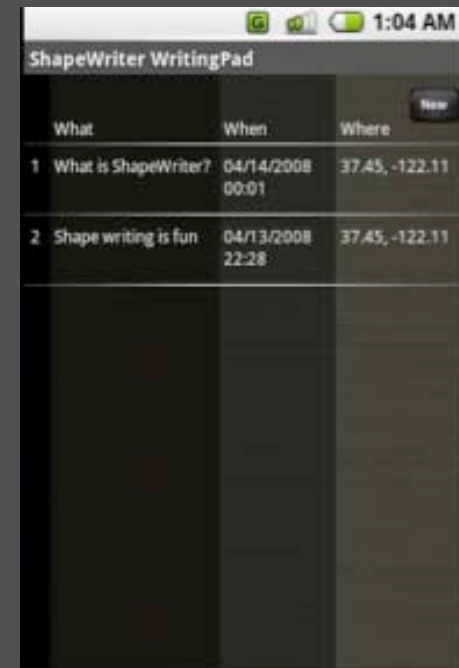 G 1:04 AM
ShapeWriter WritingPad
New
What When Where
1 What is ShapeWriter? 04/14/2008 37.45, -122.11
00:01
2 Shape writing is fun 04/13/2008 37.45, -122.11
22:28